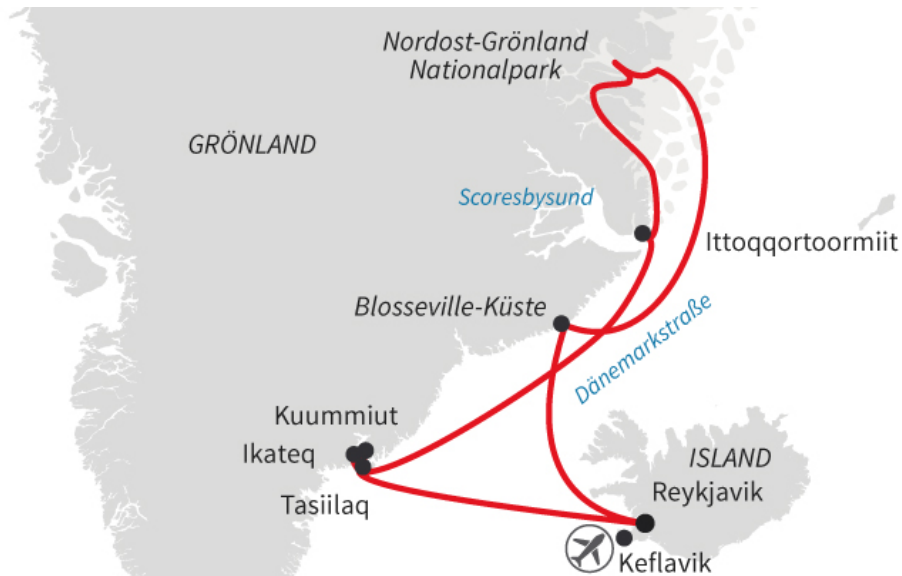 Nordost-Grönland
Nationalpark
GRÖNLAND
Scoresbysund
Ittoqqortoormiit
Blosseville-Küste
Dänemarkstraße
Kuummiut
Ikateq
Tasiilaq
ISLAND
Reykjavik
Keflavik